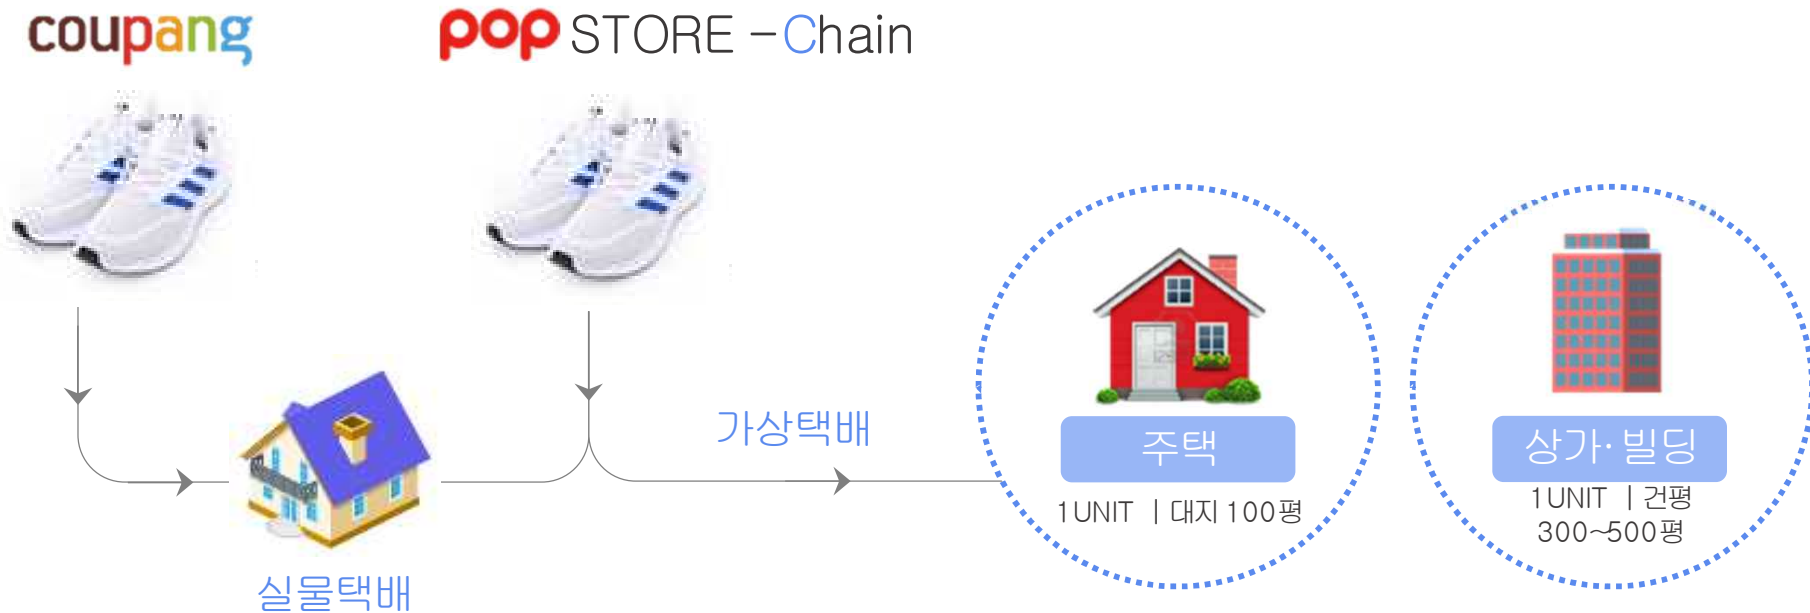 coupang
pop STORE -Chain
가상택배
실물택배
주택
1UNIT | 대지 100평
상가·빌딩
1UNIT | 건평
300~500평